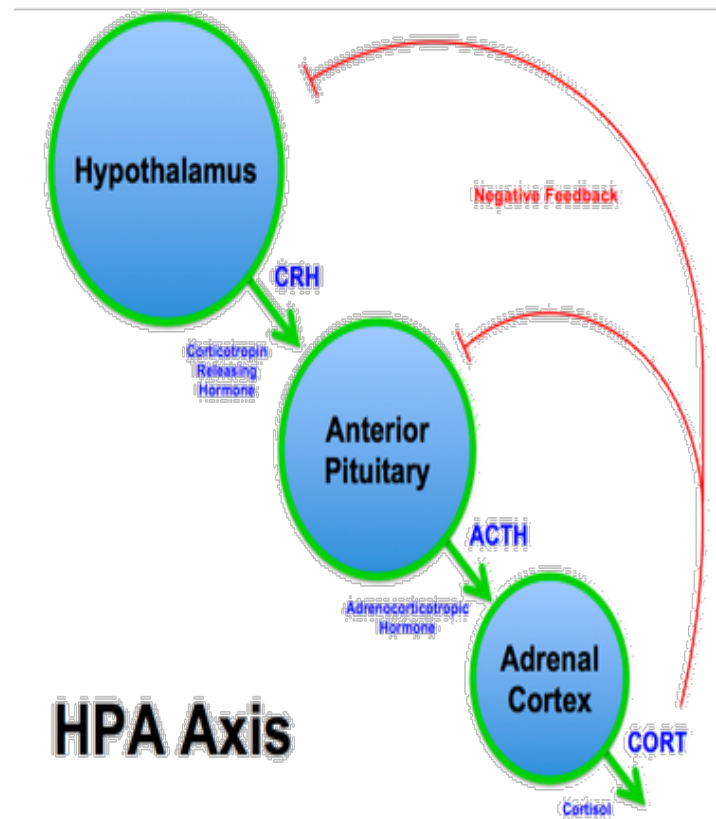 Hypothalamus
Negative Feedback
CRH
Corticotropin
Releasing
Hormone
Anterior
Pituitary
ACTH
Adrenocorticotropic
Hormone
Adrenal
Cortex
HPA Axis
CORT
Cortisol